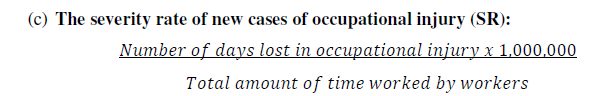 (c) The severity rate of new cases of occupational injury (SR):
Number of days lost in occupational injury x 1,000,000
Total amount of time worked by workers